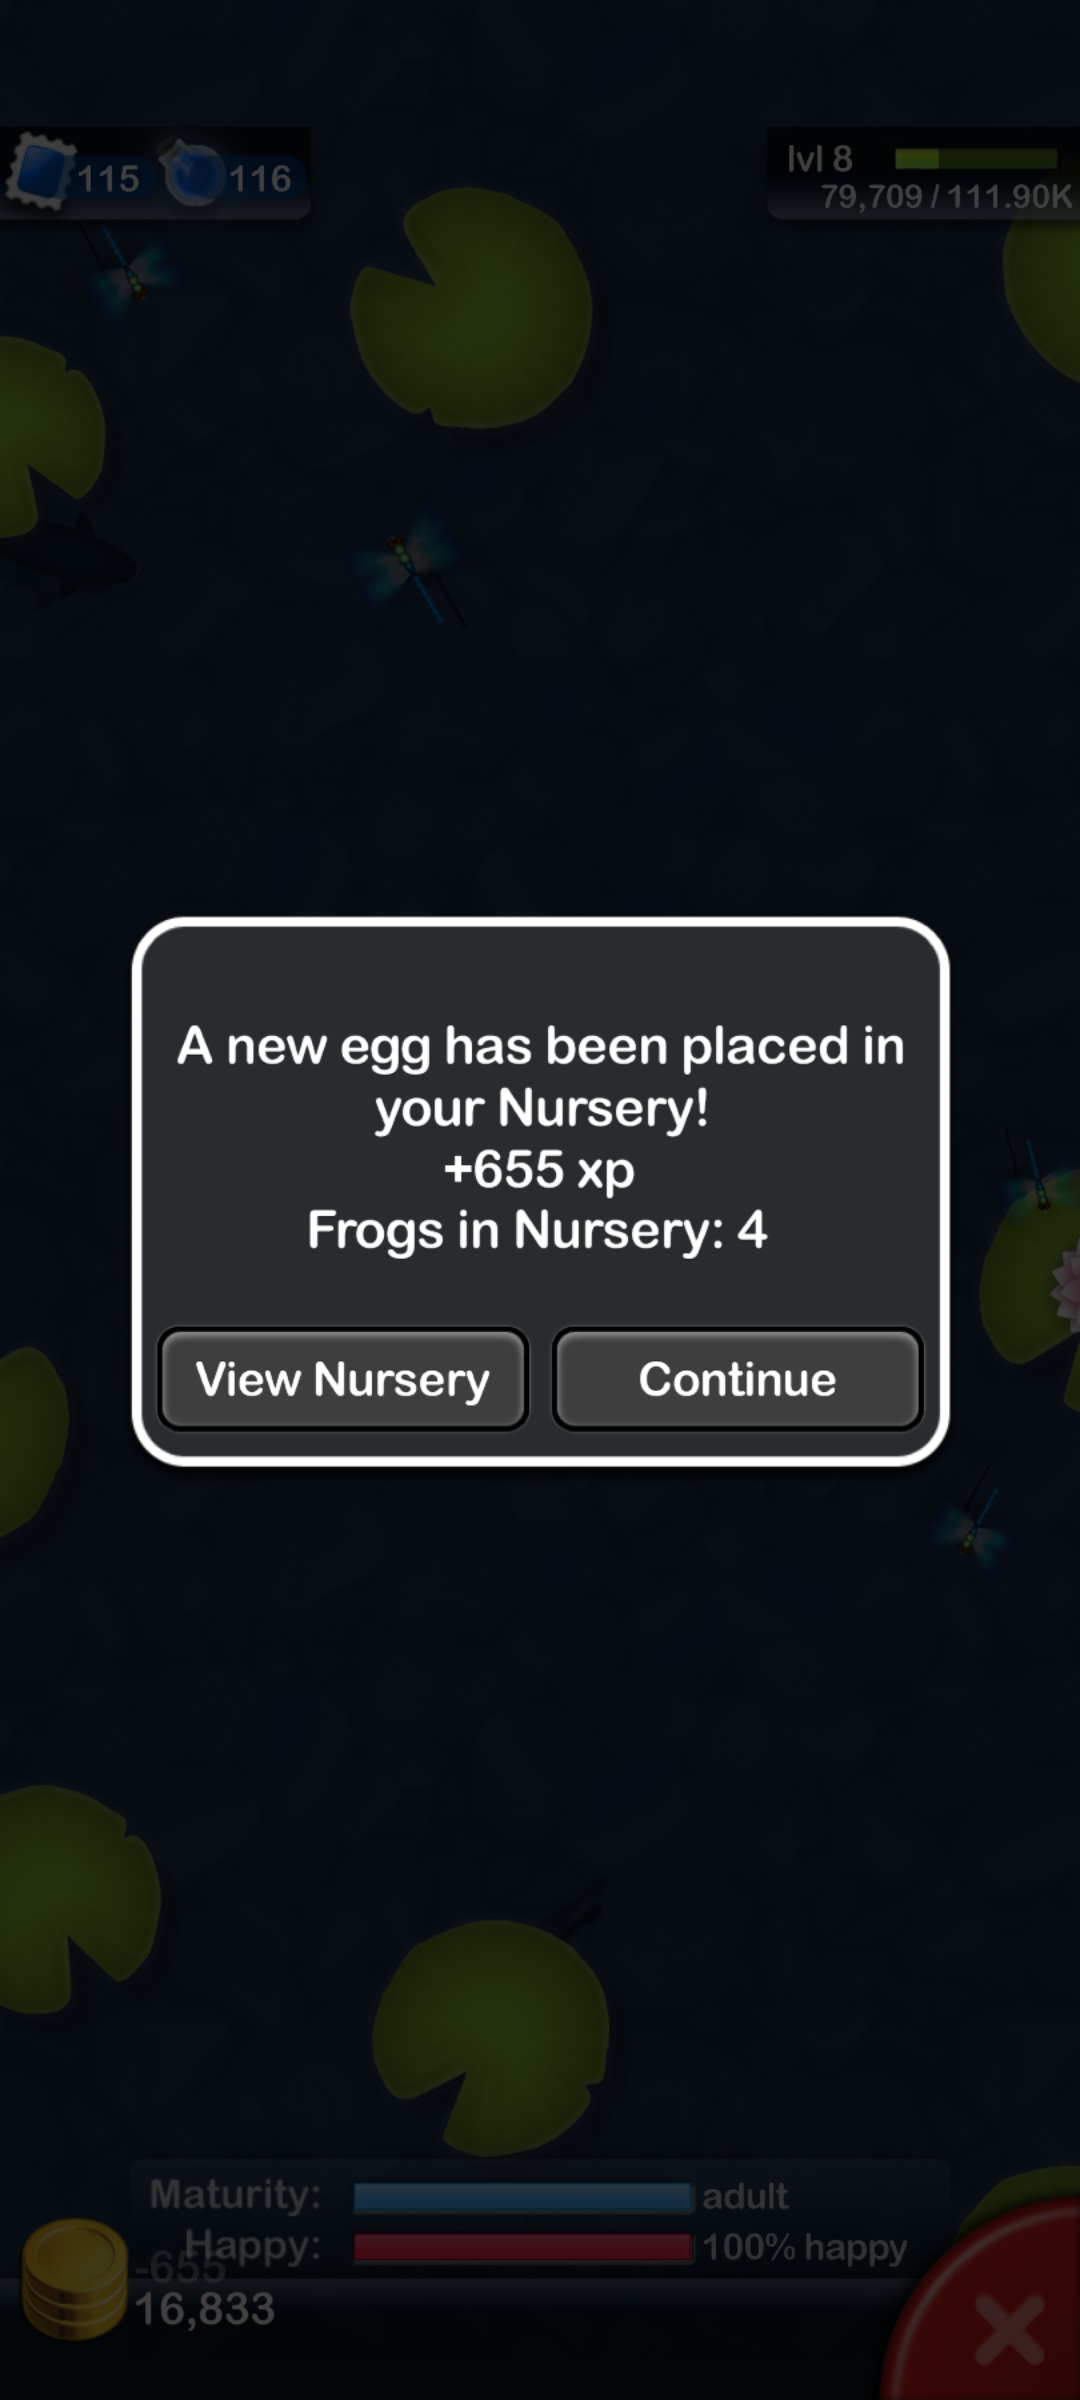 115 116
lvl 8
79,709 / 111.90K
A new egg has been placed in
your Nursery!
+655 xp
Frogs in Nursery: 4
View Nursery Continue
Maturity: adult
Happy: 100% happy
-655
16,833